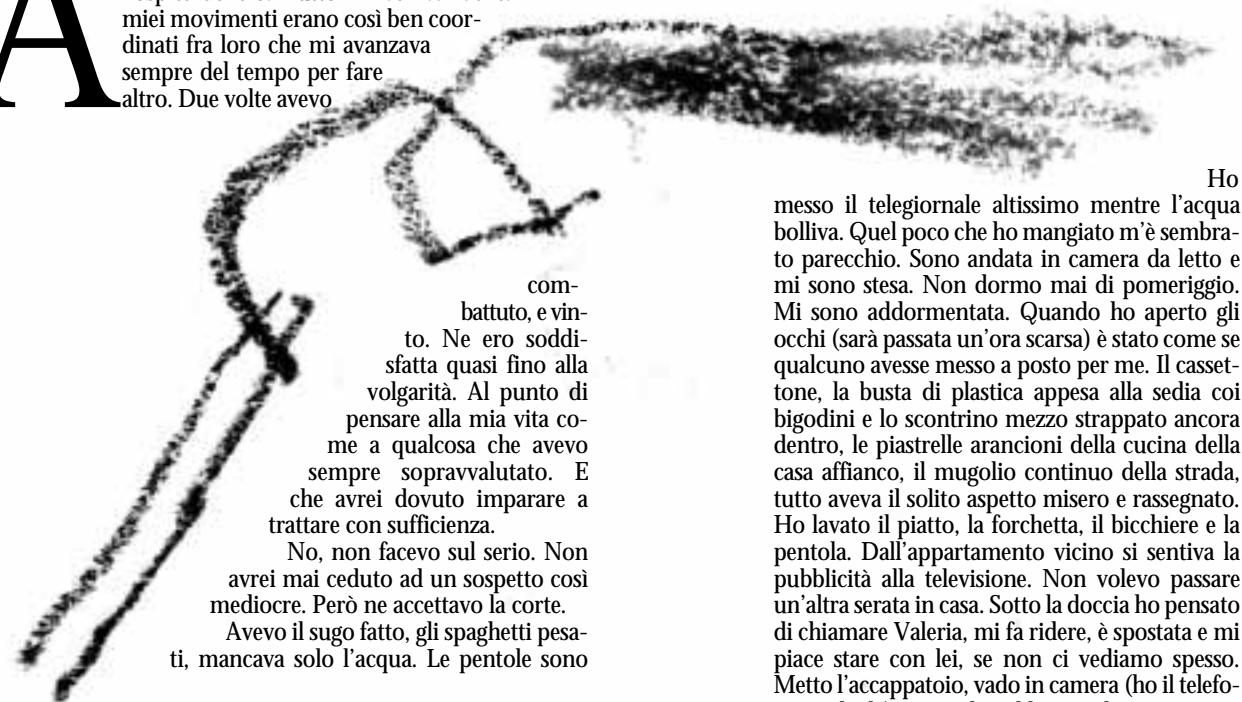 A
miei movimenti erano così ben coor-
dinati fra loro che mi avanzava
sempre del tempo per fare
altro. Due volte avevo
com-
battuto, e vin-
to. Ne ero soddi-
sfatta quasi fino alla
volgarità. Al punto di
pensare alla mia vita co-
me a qualcosa che avevo
sempre sopravvalutato. E
che avrei dovuto imparare a
trattare con sufficienza.
No, non facevo sul serio. Non
avrei mai ceduto ad un sospetto così
mediocre. Però ne accettavo la corte.
Avevo il sugo fatto, gli spaghetti pesa-
ti, mancava solo l'acqua. Le pentole sono
Ho
messo il telegiornale altissimo mentre l'acqua
bolliva. Quel poco che ho mangiato m'è sembra-
to parecchio. Sono andata in camera da letto e
mi sono stesa. Non dormo mai di pomeriggio.
Mi sono addormentata. Quando ho aperto gli
occhi (sarà passata un'ora scarsa) è stato come se
qualcuno avesse messo a posto per me. Il casset-
tone, la busta di plastica appesa alla sedia coi
bigodini e lo scontrino mezzo strappato ancora
dentro, le piastrelle arancioni della cucina della
casa affianco, il mugolio continuo della strada,
tutto aveva il solito aspetto misero e rassegnato.
Ho lavato il piatto, la forchetta, il bicchiere e la
pentola. Dall'appartamento vicino si sentiva la
pubblicità alla televisione. Non volevo passare
un'altra serata in casa. Sotto la doccia ho pensato
di chiamare Valeria, mi fa ridere, è spostata e mi
piace stare con lei, se non ci vediamo spesso.
Metto l'accappatoio, vado in camera (ho il telefo-